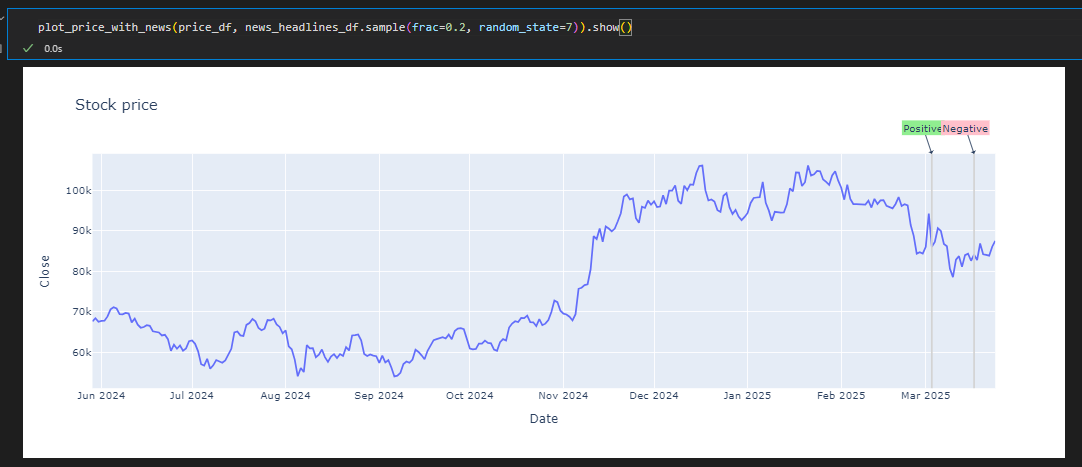 plot_price_with_news(price_df, news_headlines_df.sample(frac=0.2, random_state=7)).show()
0.0s
Stock price
Positive Negative
100k
90k
80k
70k
60k
Close
Jun 2024 Jul 2024 Aug 2024 Sep 2024 Oct 2024 Nov 2024 Dec 2024 Jan 2025 Feb 2025 Mar 2025
Date